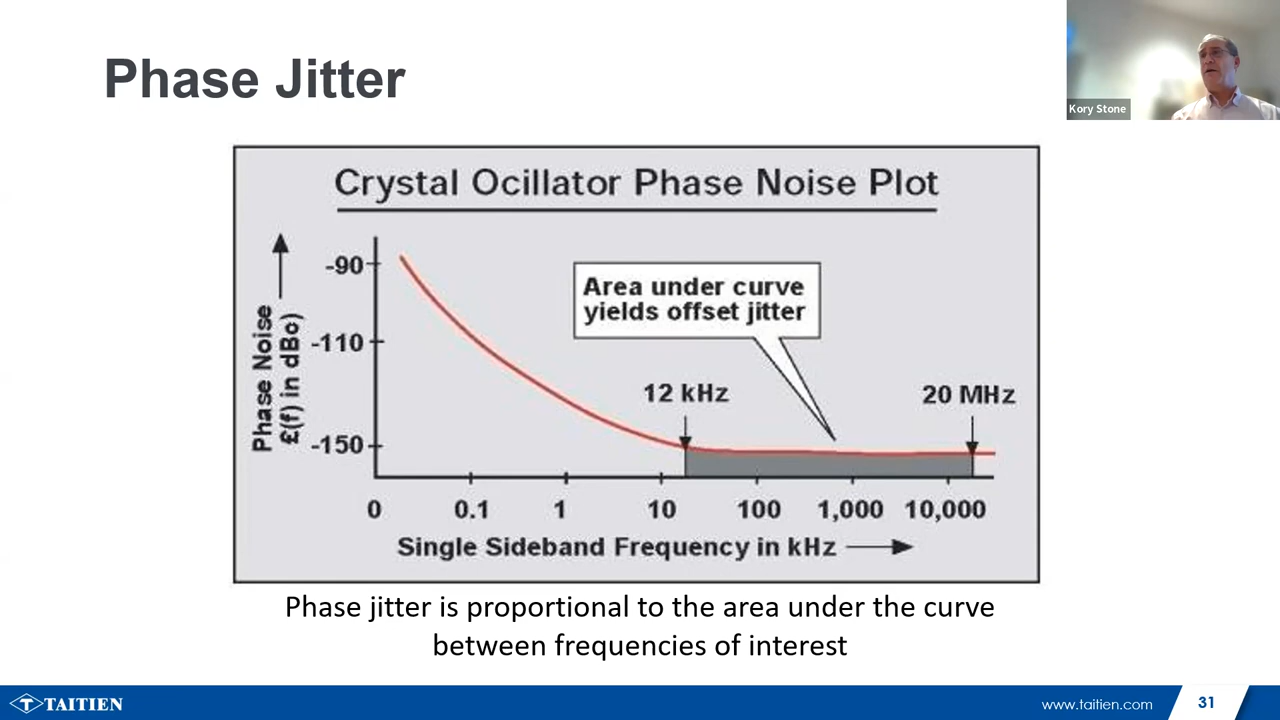 Phase Jitter
Kory Stone
Crystal Ocillator Phase Noise Plot
Phase Noise
£(f) in dBc)
-90
-110
-150
Area under curve
yields offset jitter
12 kHz
20 MHz
0 0.1 1 10 100 1,000 10,000
Single Sideband Frequency in kHz
Phase jitter is proportional to the area under the curve
between frequencies of interest
T TAITIEN
www.taitien.com
31